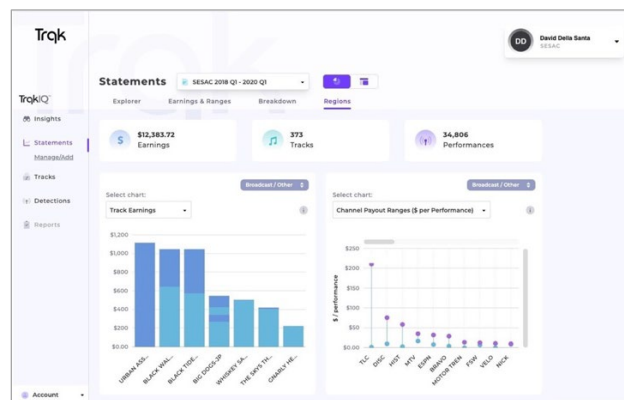 Trqk
DD
David Della Santa
SESAC
Statements
SESAC 2018 Q1 - 2020 Q1
TrqkIQ
Explorer
Earnings & Ranges
Breakdown
Regions
Insights
Statements
Manage/Add
Tracks
Detections
Reports
Account
$
$12,383.72
Earnings
373
Tracks
34,806
Performances
Broadcast / Other
Select chart:
Track Earnings
i
$1,200
$1,000
$800
$600
$400
$200
$0.00
URBAN ASS...
BLACK WAL...
BLACK TIDE...
BIG DOGS-JP
WHISKEY SA...
THE SKYS TH...
GNARLY HE...
Broadcast / Other
Select chart:
Channel Payout Ranges ($ per Performance)
i
$ / performance
$250
$200
$150
$100
$50
$0.00
TLC
DISC
HIST
MTV
ESPN
BRAVO
MOTOR TREN
FSW
VELO
NICK